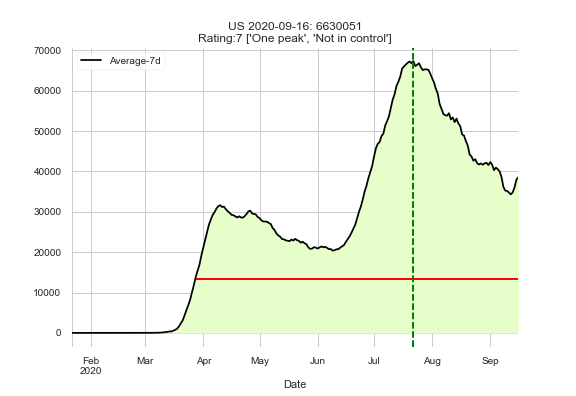 US 2020-09-16: 6630051
Rating:7 ['One peak', 'Not in control']
Average-7d
70000
60000
50000
40000
30000
20000
10000
0
Feb Mar Apr May Jun Jul Aug Sep
2020
Date